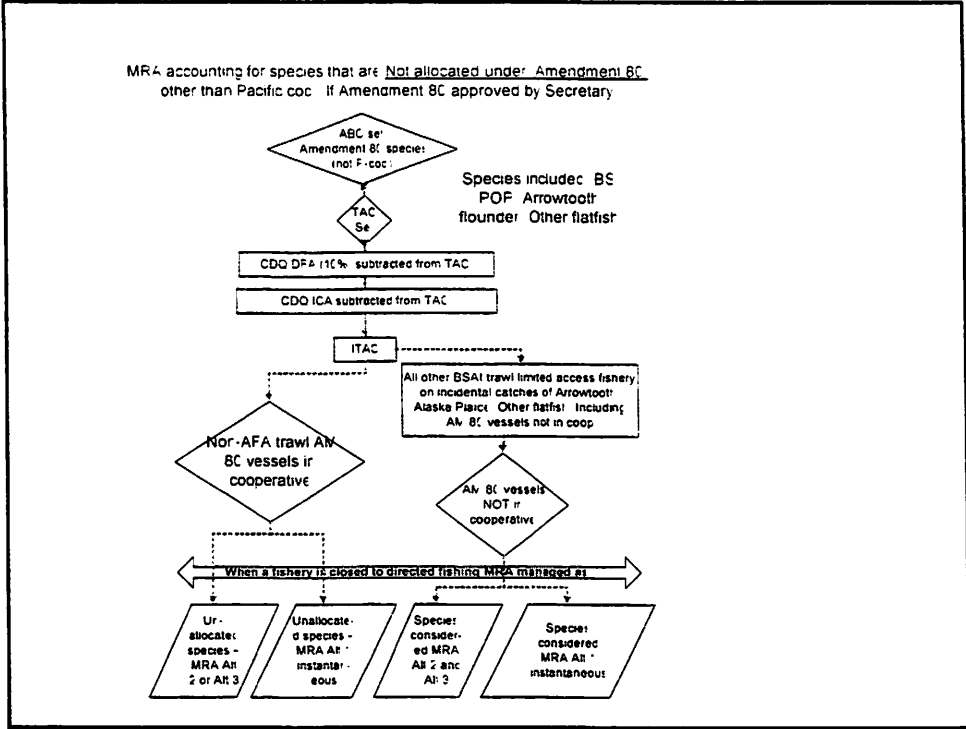 MRA accounting for species that are Not allocated under Amendment 80
other than Pacific cod If Amendment 80 approved by Secretary
ABC set
Amendment 80 species
(not P-cod)
Species included BS
POP Arrowtooth
flounder Other flatfish
TAC
Set
CDQ DFA (10% subtracted from TAC
CDQ ICA subtracted from TAC
ITAC
All other BSAI trawl limited access fishery
on incidental catches of Arrowtooth
Alaska Plaice Other flatfish Including
AM 80 vessels not in coop
Non-AFA trawl AM
80 vessels in
cooperative
AM 80 vessels
NOT in
cooperative
When a fishery is closed to directed fishing MRA managed as
Un-
allocated
species -
MRA Alt
2 or Alt 3
Unallocate-
d species -
MRA Alt 1
instantan-
eous
Species
consider-
ed MRA
Alt 2 and
Alt 3
Species
considered
MRA Alt 1
instantaneous